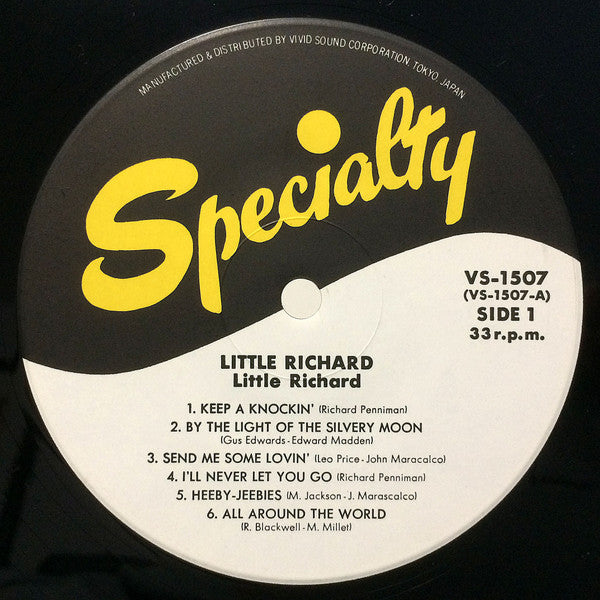 MANUFACTURED & DISTRIBUTED BY VIVID SOUND CORPORATION, TOKYO, JAPAN
Specialty
VS-1507
(VS-1507-A)
SIDE 1
33 r.p.m.
LITTLE RICHARD
Little Richard
1. KEEP A KNOCKIN' (Richard Penniman)
2. BY THE LIGHT OF THE SILVERY MOON
(Gus Edwards-Edward Madden)
3. SEND ME SOME LOVIN' (Leo Price-John Maracalco)
4. I'LL NEVER LET YOU GO (Richard Penniman)
5. HEEBY-JEEBIES (M. Jackson-J. Marascalco)
6. ALL AROUND THE WORLD
(R. Blackwell-M. Millet)